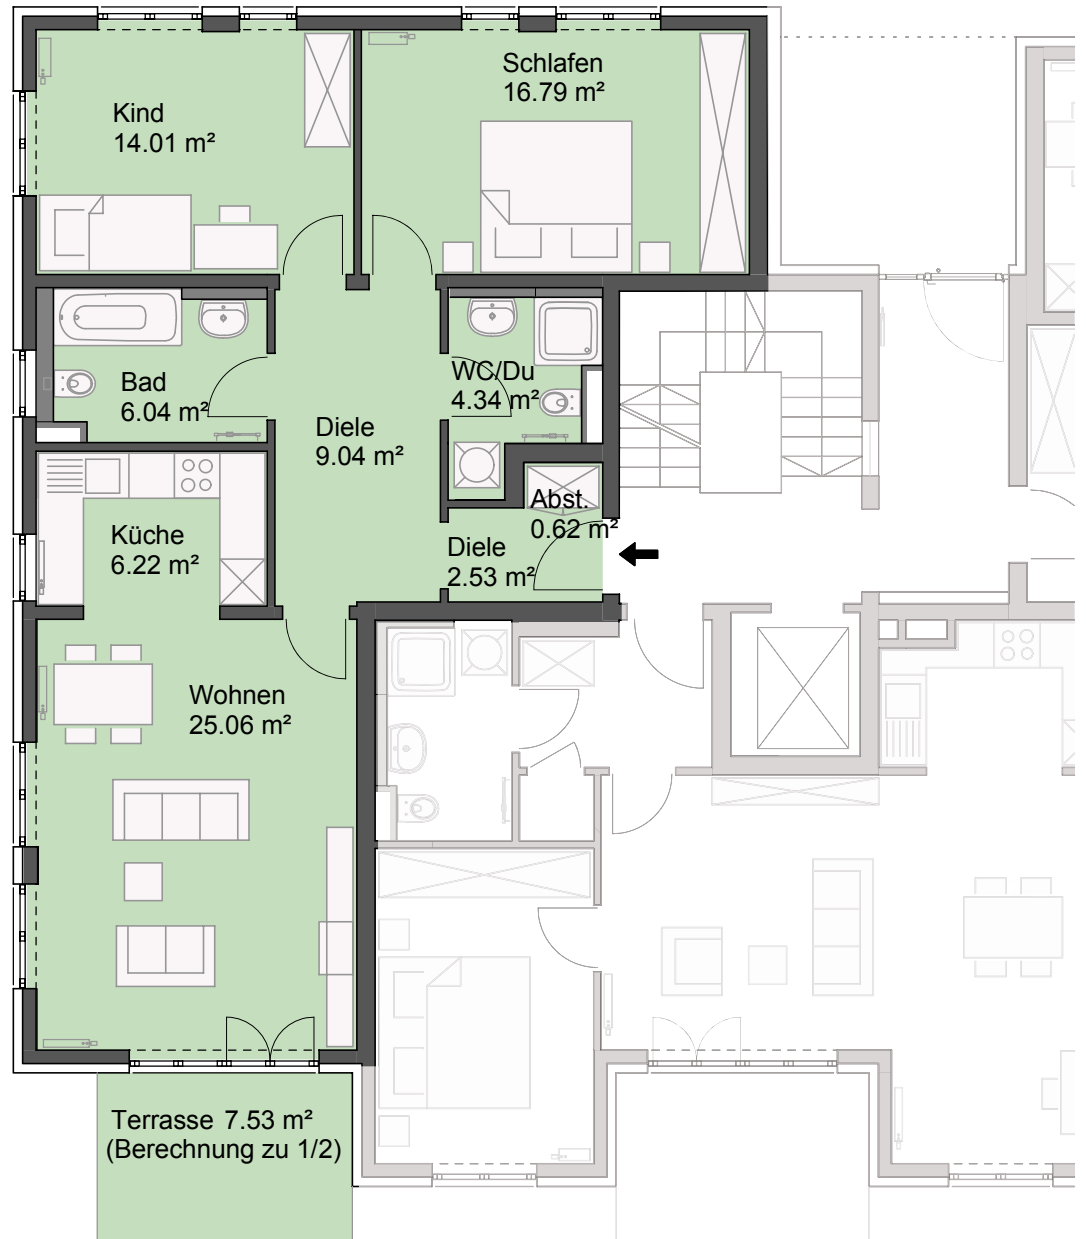 Schlafen
16.79 m²
Kind
14.01 m²
Bad
6.04 m²
WC/Du
4.34 m²
Diele
9.04 m²
Abst.
0.62 m²
Küche
6.22 m²
Diele
2.53 m²
Wohnen
25.06 m²
Terrasse 7.53 m²
(Berechnung zu 1/2)